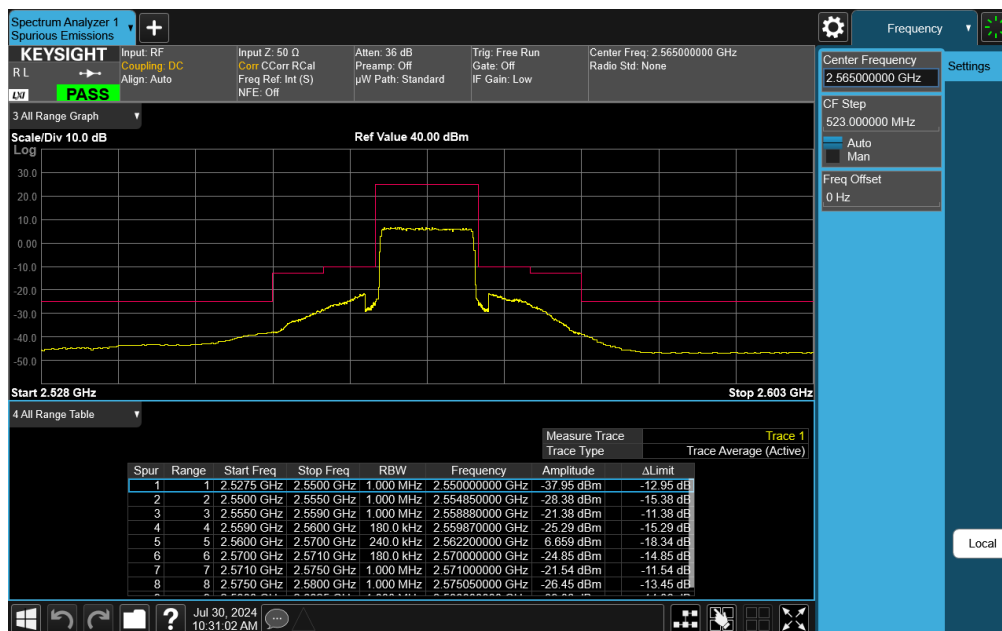 Spectrum Analyzer 1
Spurious Emissions
Frequency
KEYSIGHT
R L
LXI
PASS
Input: RF
Coupling: DC
Align: Auto
Input Z: 50 Ω
Corr CCorr RCal
Freq Ref: Int (S)
NFE: Off
Atten: 36 dB
Preamp: Off
µW Path: Standard
Trig: Free Run
Gate: Off
IF Gain: Low
Center Freq: 2.565000000 GHz
Radio Std: None
Center Frequency
2.565000000 GHz
Settings
CF Step
523.000000 MHz
Auto
Man
Freq Offset
0 Hz
3 All Range Graph
Scale/Div 10.0 dB
Ref Value 40.00 dBm
Log
30.0
20.0
10.0
0.00
-10.0
-20.0
-30.0
-40.0
-50.0
Start 2.528 GHz
Stop 2.603 GHz
4 All Range Table
Measure Trace Trace 1
Trace Type Trace Average (Active)
Spur Range Start Freq Stop Freq RBW Frequency Amplitude ΔLimit
1 1 2.5275 GHz 2.5500 GHz 1.000 MHz 2.550000000 GHz -37.95 dBm -12.95 dB
2 2 2.5500 GHz 2.5550 GHz 1.000 MHz 2.554850000 GHz -28.38 dBm -15.38 dB
3 3 2.5550 GHz 2.5590 GHz 1.000 MHz 2.558880000 GHz -21.38 dBm -11.38 dB
4 4 2.5590 GHz 2.5600 GHz 180.0 kHz 2.559870000 GHz -25.29 dBm -15.29 dB
5 5 2.5600 GHz 2.5700 GHz 240.0 kHz 2.562200000 GHz 6.659 dBm -18.34 dB
6 6 2.5700 GHz 2.5710 GHz 180.0 kHz 2.570000000 GHz -24.85 dBm -14.85 dB
7 7 2.5710 GHz 2.5750 GHz 1.000 MHz 2.571000000 GHz -21.54 dBm -11.54 dB
8 8 2.5750 GHz 2.5800 GHz 1.000 MHz 2.575050000 GHz -26.45 dBm -13.45 dB
Local
Jul 30, 2024
10:31:02 AM